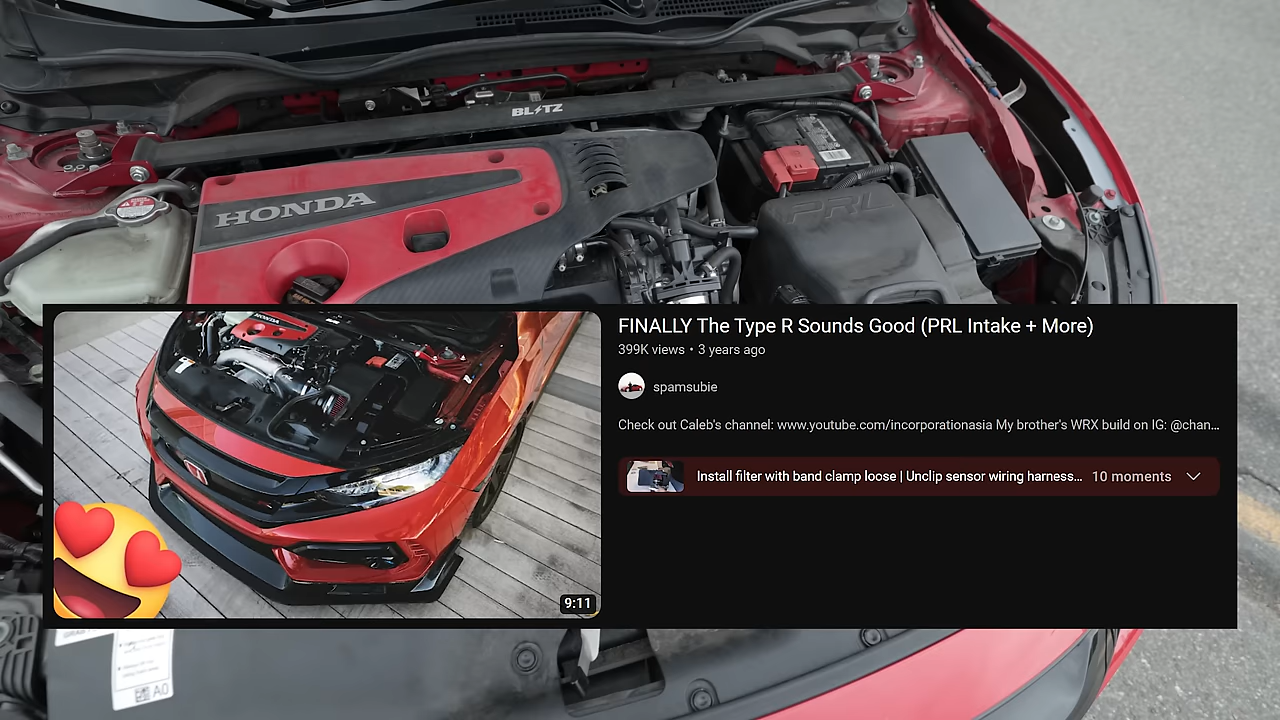 BLITZ
HONDA
PRL
HONDA
FINALLY The Type R Sounds Good (PRL Intake + More)
399K views • 3 years ago
spamsubie
Check out Caleb's channel: www.youtube.com/incorporationasia My brother's WRX build on IG: @chan...
Install filter with band clamp loose | Unclip sensor wiring harness... 10 moments
9:11
A0